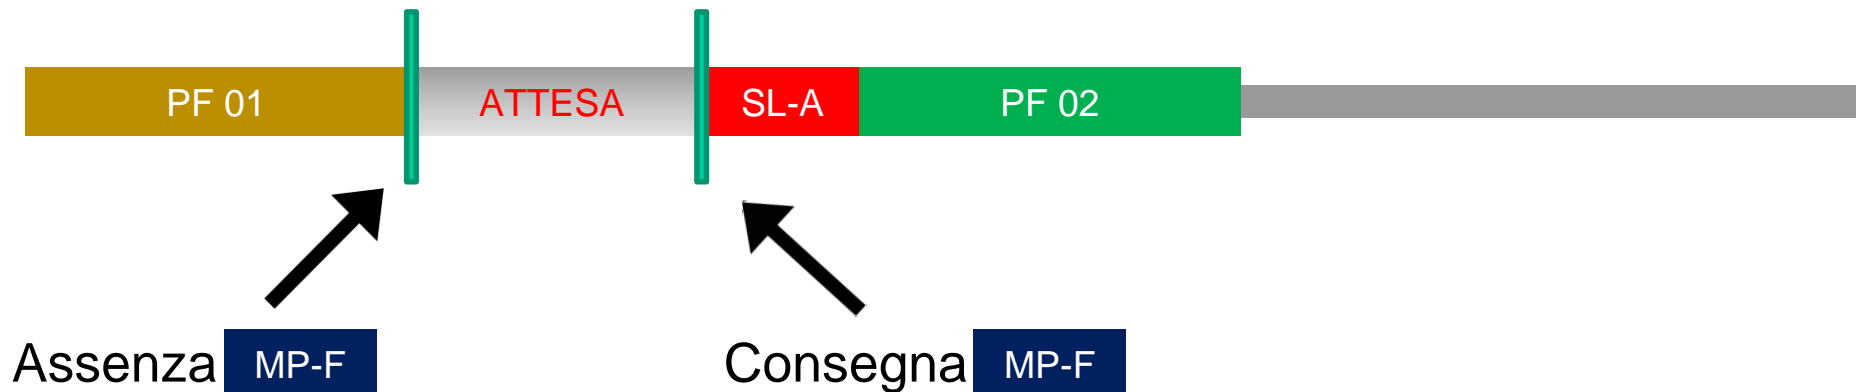 PF 01 ATTESA SL-A PF 02
Assenza MP-F Consegna MP-F